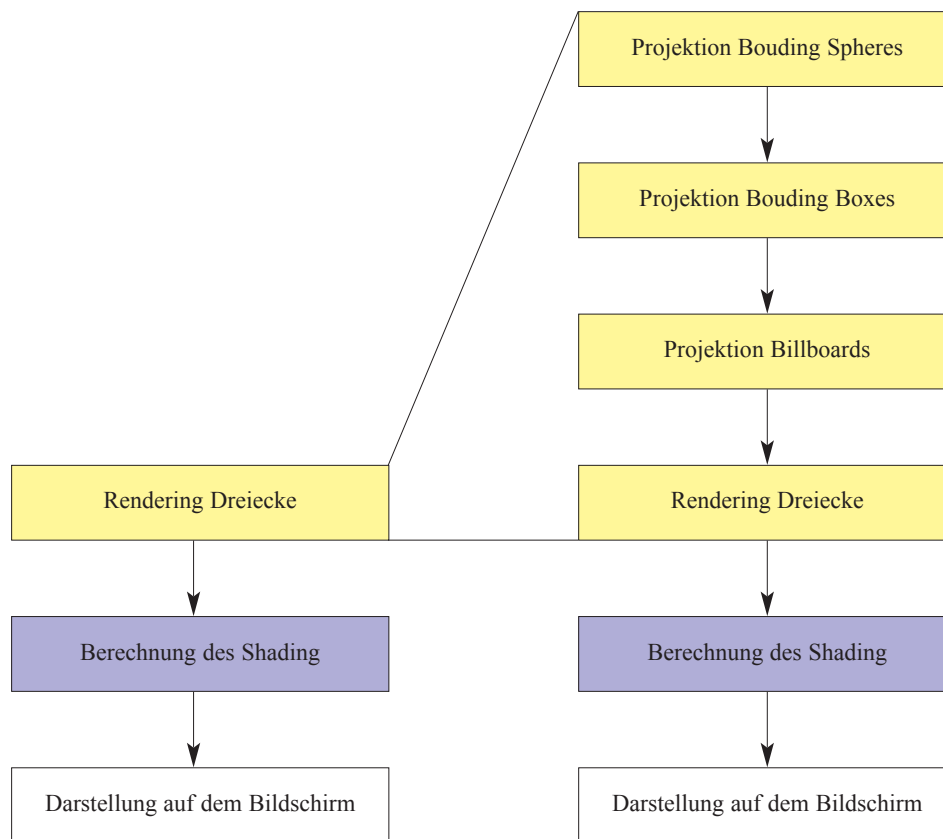 Projektion Bouding Spheres
Projektion Bouding Boxes
Projektion Billboards
Rendering Dreiecke
Rendering Dreiecke
Berechnung des Shading
Berechnung des Shading
Darstellung auf dem Bildschirm
Darstellung auf dem Bildschirm